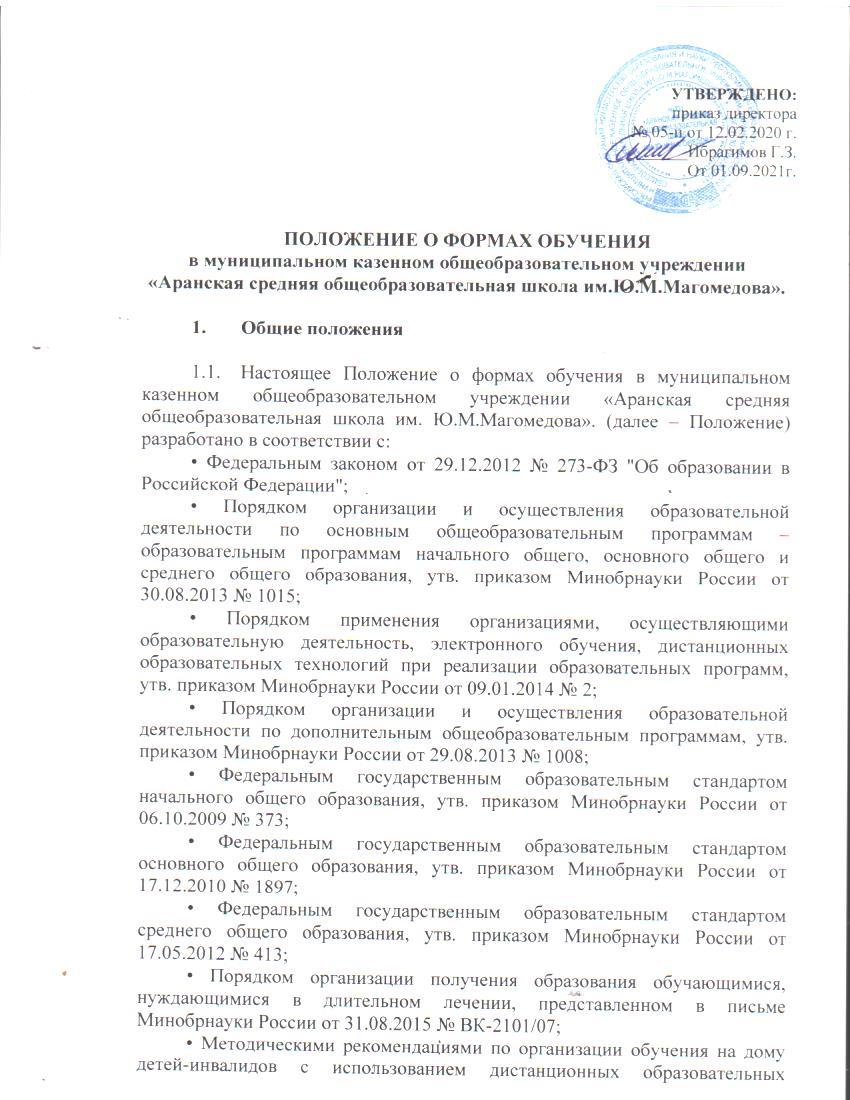 УТВЕРЖДЕНО:
приказ директора
№ 05-п от 12.02.2020 г.
Ибрагимов Г.З.
От 01.09.2021г.
ПОЛОЖЕНИЕ О ФОРМАХ ОБУЧЕНИЯ
в муниципальном казенном общеобразовательном учреждении
«Аранская средняя общеобразовательная школа им.Ю.М.Магомедова».
1. Общие положения
1.1. Настоящее Положение о формах обучения в муниципальном
казенном общеобразовательном учреждении «Аранская средняя
общеобразовательная школа им. Ю.М.Магомедова». (далее – Положение)
разработано в соответствии с:
• Федеральным законом от 29.12.2012 № 273-ФЗ "Об образовании в
Российской Федерации";
• Порядком организации и осуществления образовательной
деятельности по основным общеобразовательным программам –
образовательным программам начального общего, основного общего и
среднего общего образования, утв. приказом Минобрнауки России от
30.08.2013 № 1015;
• Порядком применения организациями, осуществляющими
образовательную деятельность, электронного обучения, дистанционных
образовательных технологий при реализации образовательных программ,
утв. приказом Минобрнауки России от 09.01.2014 № 2;
• Порядком организации и осуществления образовательной
деятельности по дополнительным общеобразовательным программам, утв.
приказом Минобрнауки России от 29.08.2013 № 1008;
• Федеральным государственным образовательным стандартом
начального общего образования, утв. приказом Минобрнауки России от
06.10.2009 № 373;
• Федеральным государственным образовательным стандартом
основного общего образования, утв. приказом Минобрнауки России от
17.12.2010 № 1897;
• Федеральным государственным образовательным стандартом
среднего общего образования, утв. приказом Минобрнауки России от
17.05.2012 № 413;
• Порядком организации получения образования обучающимися,
нуждающимися в длительном лечении, представленном в письме
Минобрнауки России от 31.08.2015 № ВК-2101/07;
• Методическими рекомендациями по организации обучения на дому
детей-инвалидов с использованием дистанционных образовательных